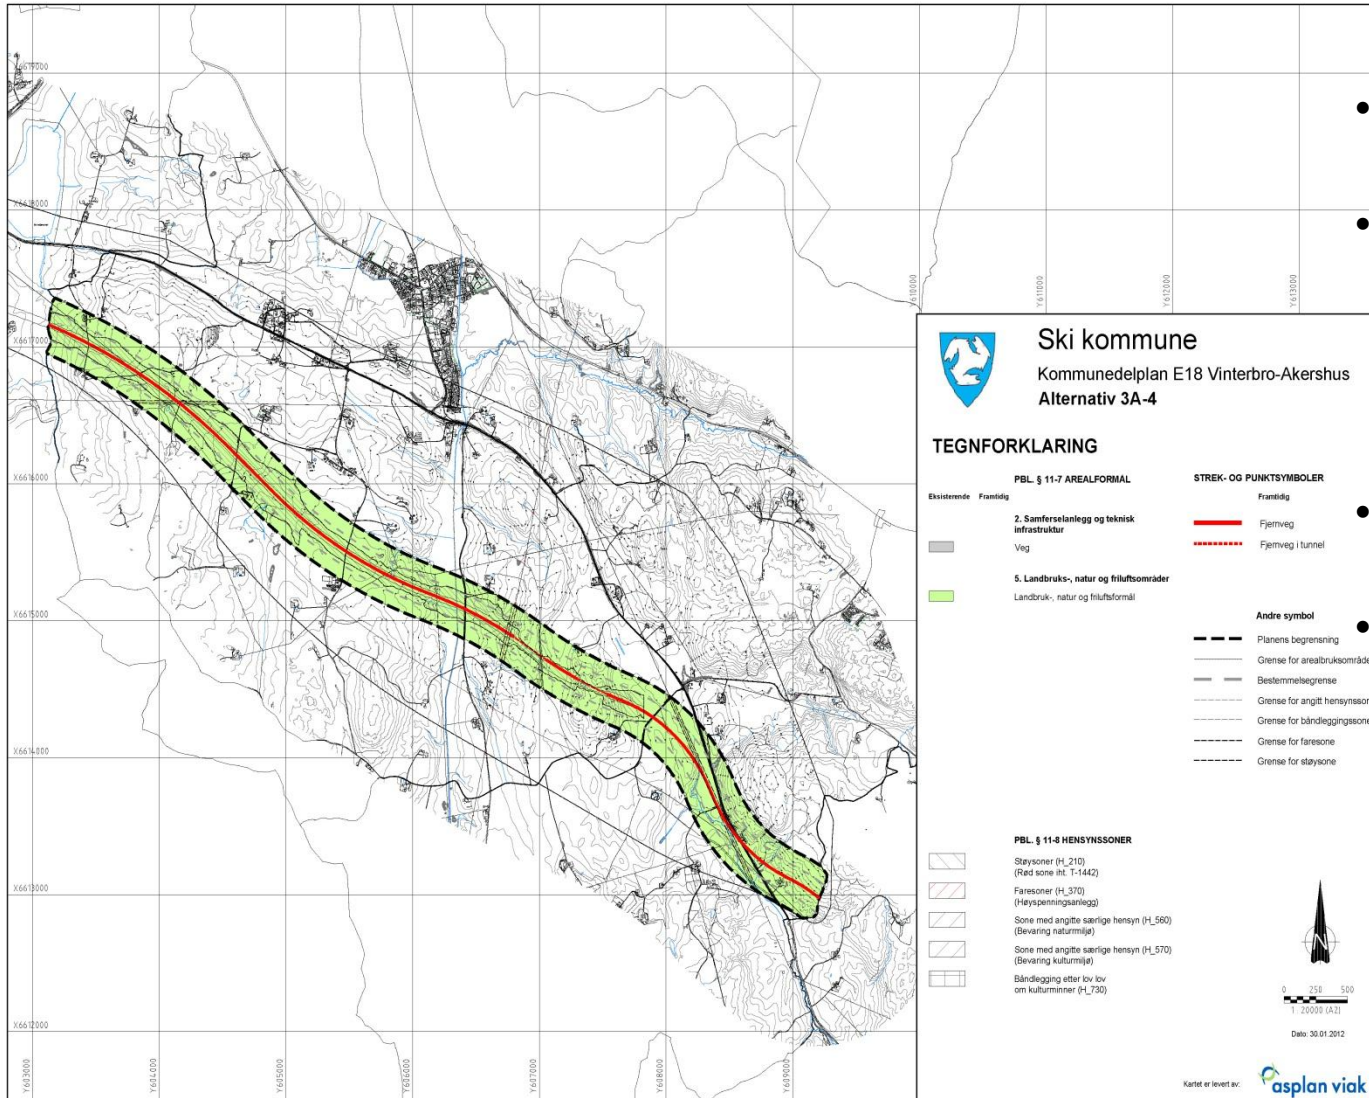 X6619000
X6618000
X6617000
X6616000
X6615000
X6614000
X6613000
X6612000
Y603000
Y604000
Y605000
Y606000
Y607000
Y608000
Y609000
Y610000
Y611000
Y612000
Y613000
Ski kommune
Kommunedelplan E18 Vinterbro-Akershus
Alternativ 3A-4
TEGNFORKLARING
PBL. § 11-7 AREALFORMÅL
Eksisterende Framtidig
2. Samferselanlegg og teknisk
infrastruktur
Veg
5. Landbruks-, natur og friluftsområder
Landbruk-, natur og friluftsformål
STREK- OG PUNKTSYMBOLER
Framtidig
Fjernveg
Fjernveg i tunnel
Andre symbol
Planens begrensning
Grense for arealbruksområde
Bestemmelsegrense
Grense for angitt hensynsson
Grense for båndleggingssone
Grense for faresone
Grense for støysone
PBL. § 11-8 HENSYNSSONER
Støysoner (H_210)
(Rød sone iht. T-1442)
Faresoner (H_370)
(Høyspenningsanlegg)
Sone med angitte særlige hensyn (H_560)
(Bevaring naturmiljø)
Sone med angitte særlige hensyn (H_570)
(Bevaring kulturmiljø)
Båndlegging etter lov lov
om kulturminner (H_730)
N
0 250 500
1 : 20000 (A2)
Dato: 30.01.2012
Kartet er levert av:
asplan viak